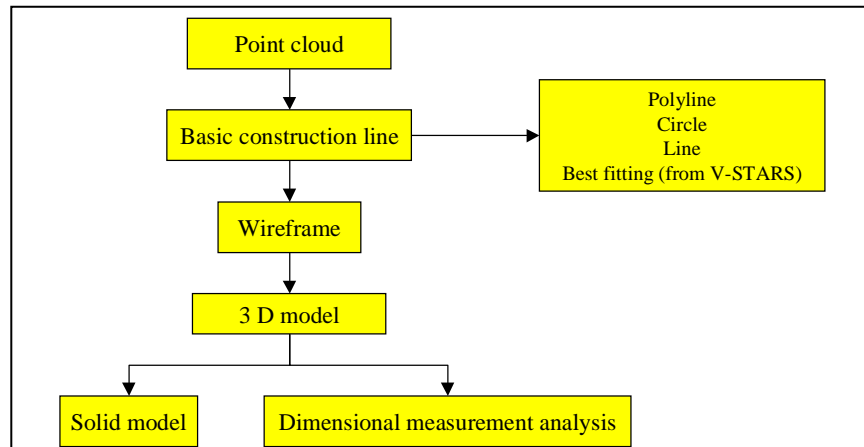 Point cloud
Basic construction line
Polyline
Circle
Line
Best fitting (from V-STARS)
Wireframe
3 D model
Solid model
Dimensional measurement analysis